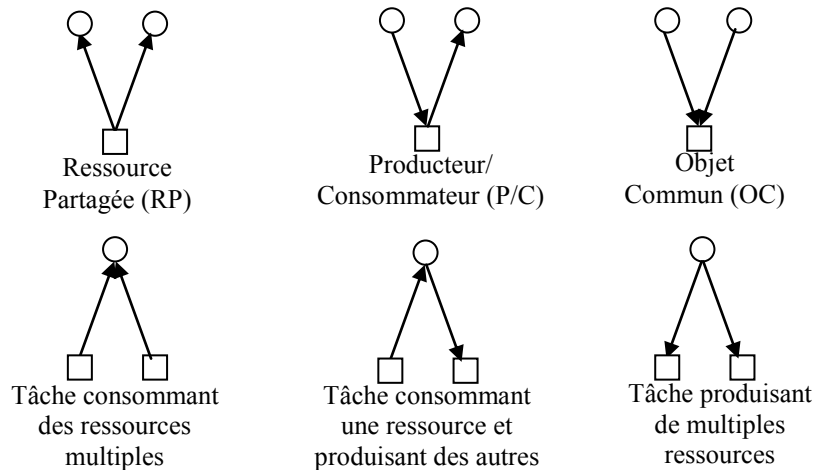 Ressource
Partagée (RP)
Producteur/
Consommateur (P/C)
Objet
Commun (OC)
Tâche consommant
des ressources
multiples
Tâche consommant
une ressource et
produisant des autres
Tâche produisant
de multiples
ressources